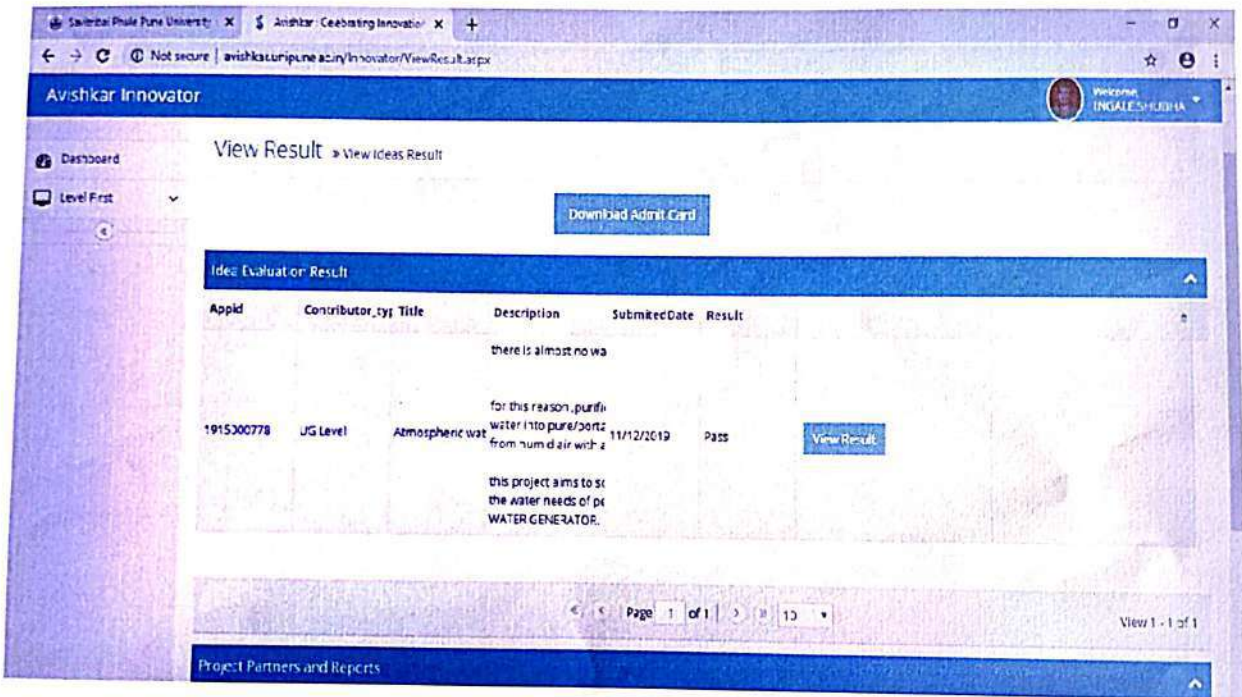 Savitribai Phule Pune University
Avishkar : Celebrating Innovation
Not secure | avishkar.unipune.ac.in/Innovator/ViewResult.aspx
Avishkar Innovator
Welcome,
INGALE SHUBHA
Dashboard
View Result » View Ideas Result
Level First
Download Admit Card
Idea Evaluation Result
Appid Contributor_typ Title Description SubmitedDate Result
there is almost no wa
for this reason ,purifi
water into pure/porta
from humid air with a
1915000778 UG Level Atmospheric wat 11/12/2019 Pass View Result
this project aims to so
the water needs of pe
WATER GENERATOR.
Page 1 of 1 10
View 1 - 1 of 1
Project Partners and Reports